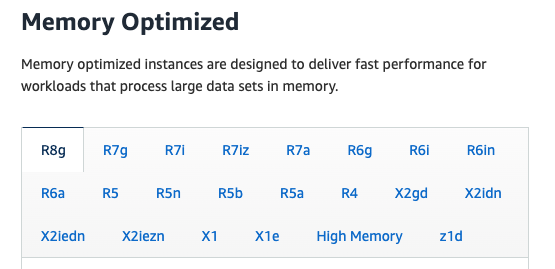 Memory Optimized
Memory optimized instances are designed to deliver fast performance for
workloads that process large data sets in memory.
R8g R7g R7i R7iz R7a R6g R6i R6in
R6a R5 R5n R5b R5a R4 X2gd X2idn
X2iedn X2iezn X1 X1e High Memory z1d